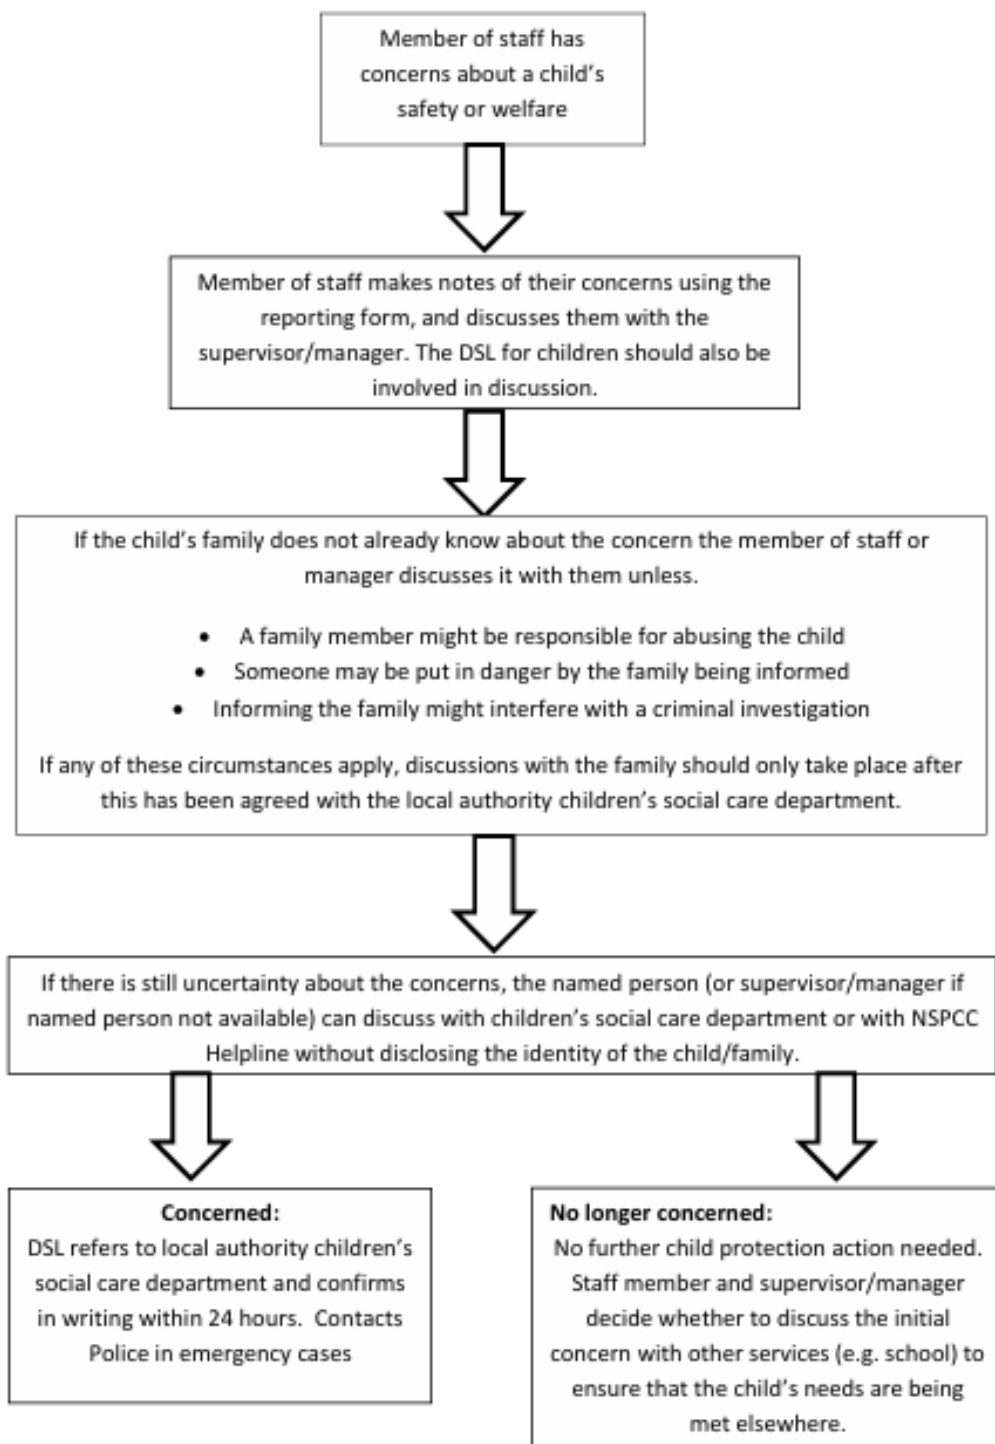 Member of staff has
concerns about a child's
safety or welfare
Member of staff makes notes of their concerns using the
reporting form, and discusses them with the
supervisor/manager. The DSL for children should also be
involved in discussion.
If the child's family does not already know about the concern the member of staff or
manager discusses it with them unless.
• A family member might be responsible for abusing the child
• Someone may be put in danger by the family being informed
• Informing the family might interfere with a criminal investigation
If any of these circumstances apply, discussions with the family should only take place after
this has been agreed with the local authority children's social care department.
If there is still uncertainty about the concerns, the named person (or supervisor/manager if
named person not available) can discuss with children's social care department or with NSPCC
Helpline without disclosing the identity of the child/family.
Concerned:
DSL refers to local authority children's
social care department and confirms
in writing within 24 hours.  Contacts
Police in emergency cases
No longer concerned:
No further child protection action needed.
Staff member and supervisor/manager
decide whether to discuss the initial
concern with other services (e.g. school) to
ensure that the child's needs are being
met elsewhere.